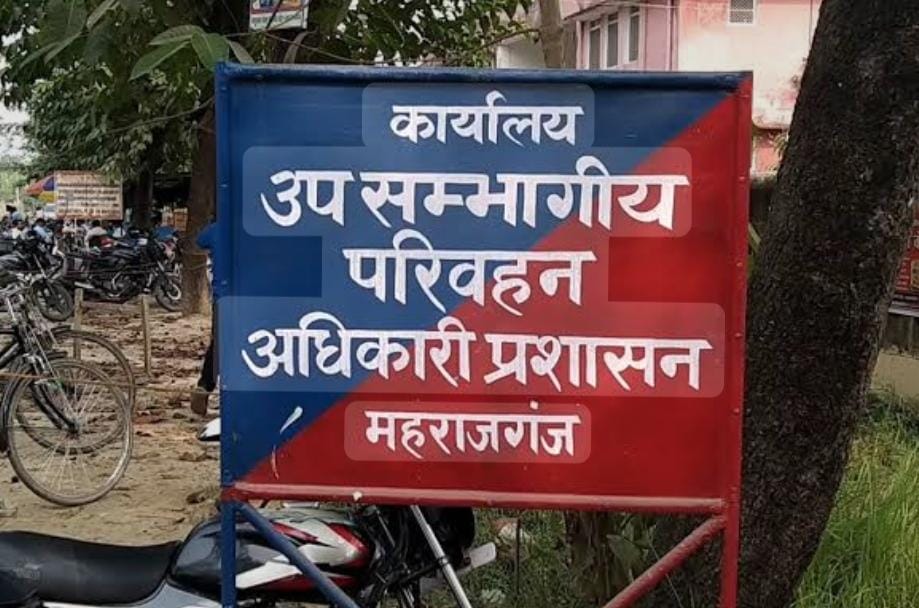 कार्यालय
उप सम्भागीय
परिवहन
अधिकारी प्रशासन
महराजगंज